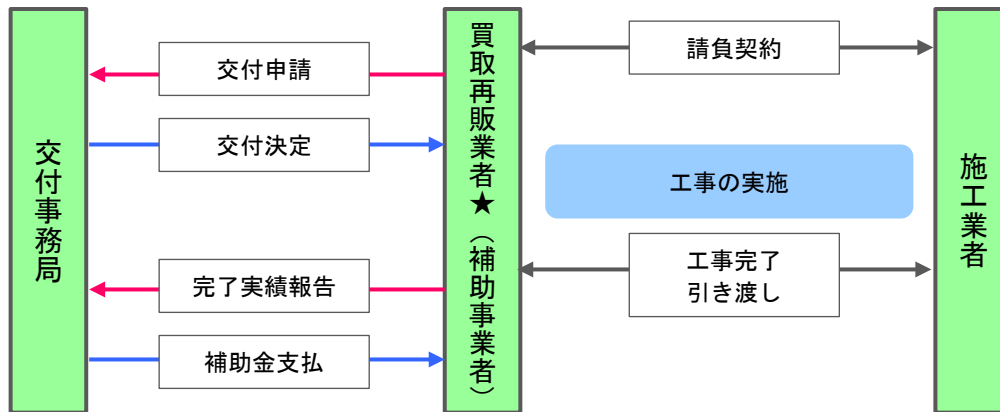 交付事務局
交付申請
交付決定
完了実績報告
補助金支払
買取再販業者★（補助事業者）
請負契約
工事の実施
工事完了
引き渡し
施工業者